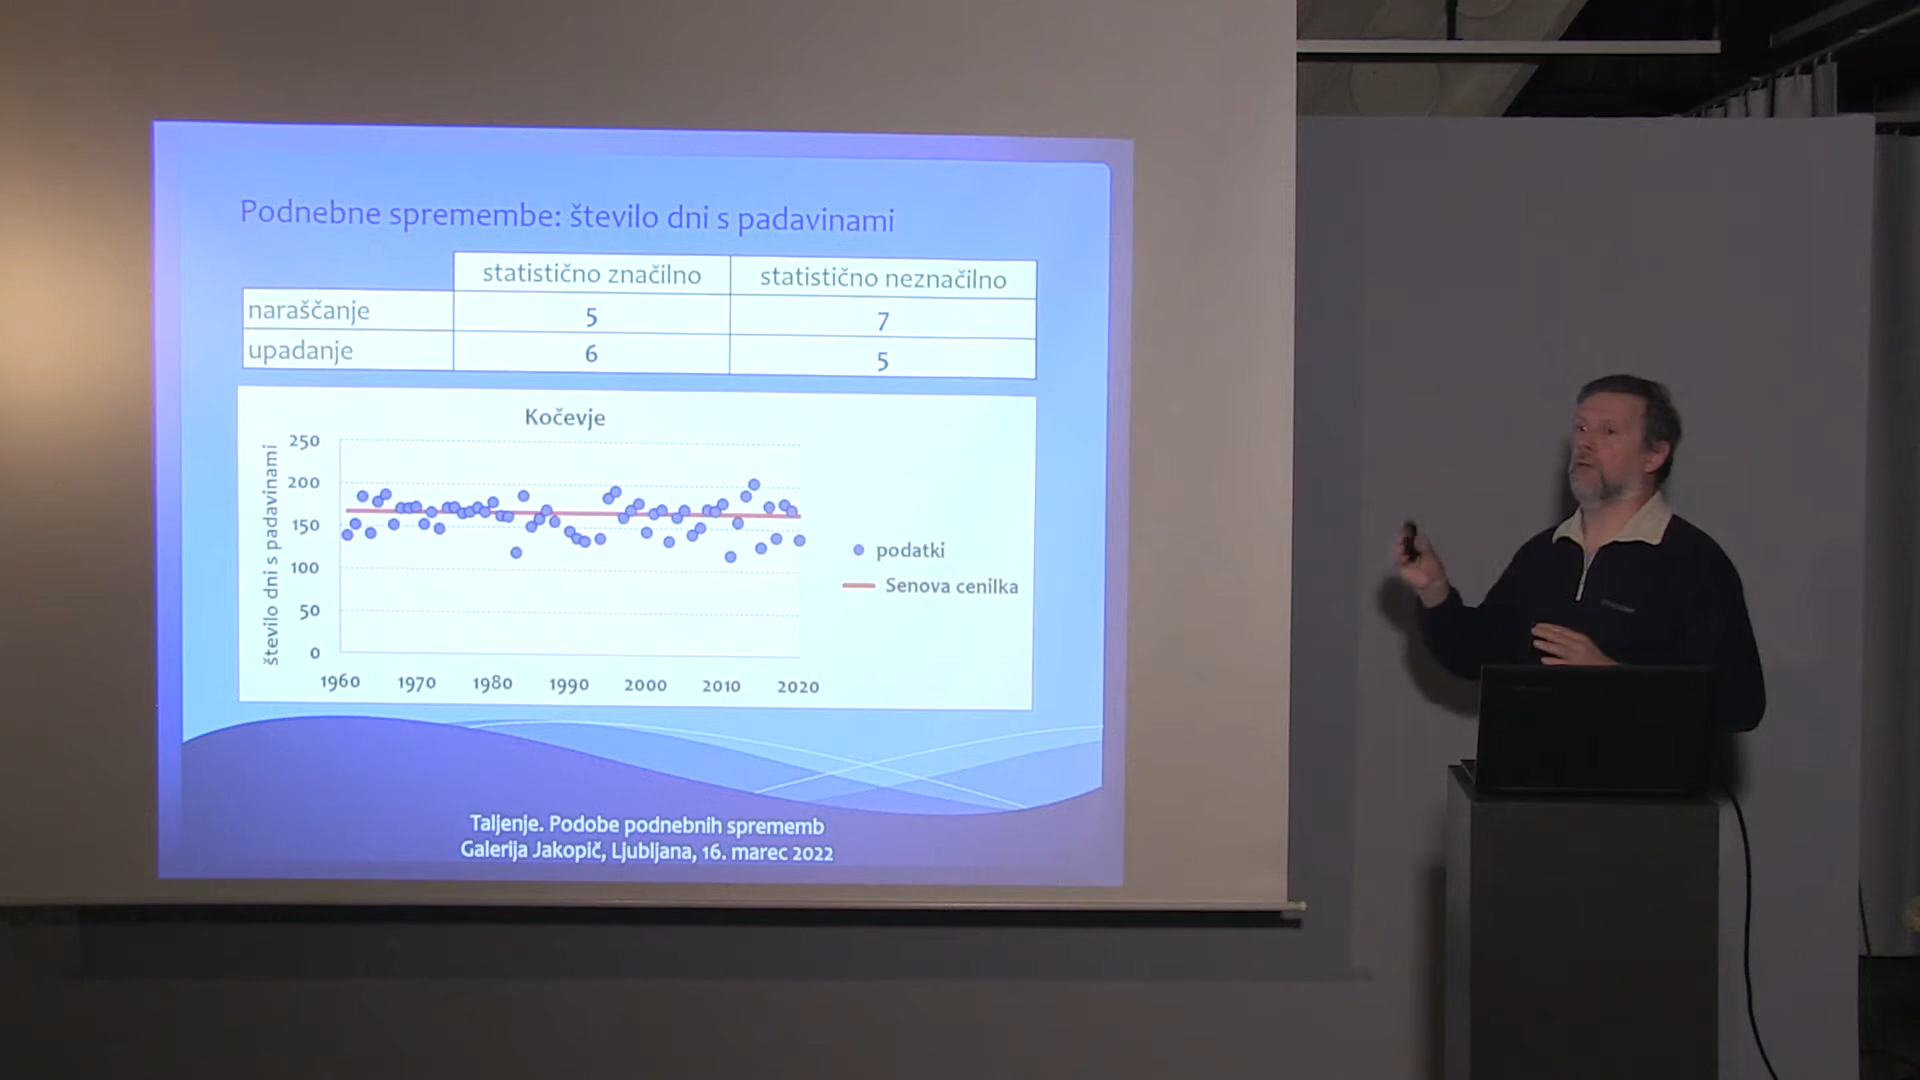 Podnebne spremembe: število dni s padavinami
statistično značilno statistično neznačilno
naraščanje 5 7
upadanje 6 5
Kočevje
število dni s padavinami
250
200
150
100
50
0
1960 1970 1980 1990 2000 2010 2020
podatki
Senova cenilka
Taljenje. Podobe podnebnih sprememb
Galerija Jakopič, Ljubljana, 16. marec 2022